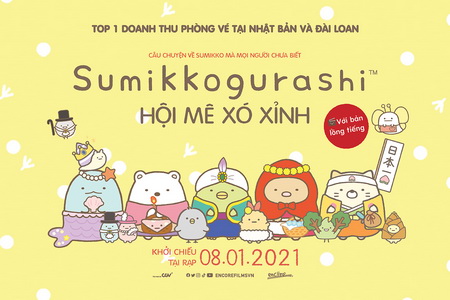 TOP 1 DOANH THU PHÒNG VÉ TẠI NHẬT BẢN VÀ ĐÀI LOAN
CÂU CHUYỆN VỀ SUMIKKO MÀ MỌI NGƯỜI CHƯA BIẾT
Sumikkogurashi™
HỘI MÊ XÓ XỈNH
Với bản
lồng tiếng
日本一
KHỞI CHIẾU
TẠI RẠP
08.01.2021
ENCOREFILMSVN